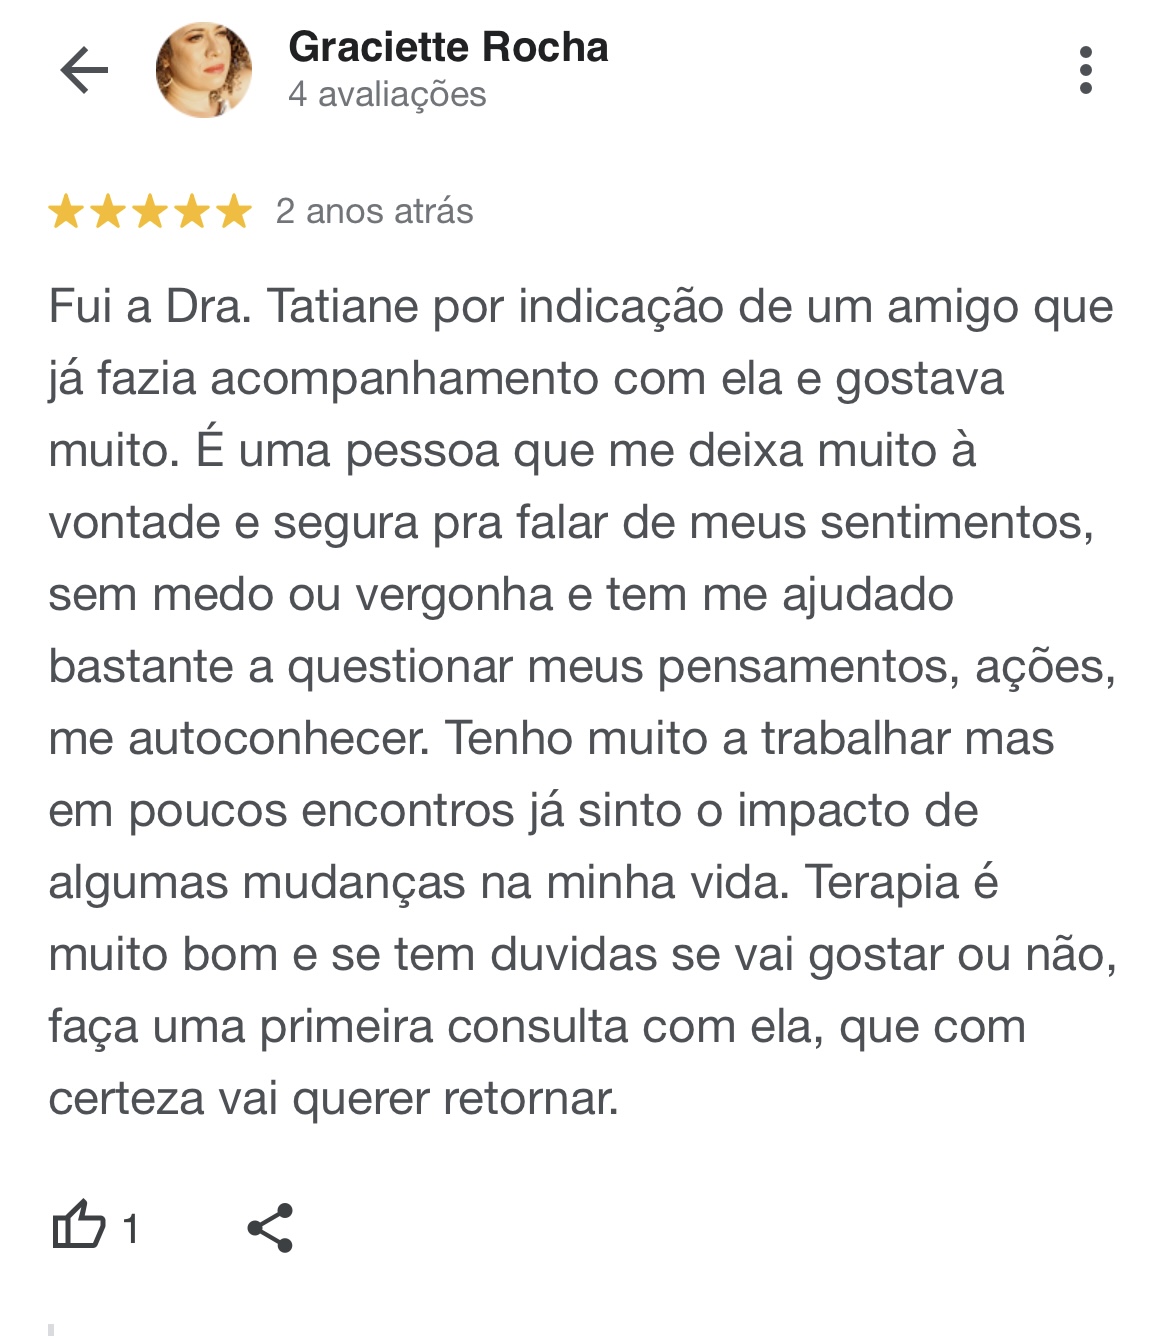 Graciette Rocha
4 avaliações
2 anos atrás
Fui a Dra. Tatiane por indicação de um amigo que
já fazia acompanhamento com ela e gostava
muito. É uma pessoa que me deixa muito à
vontade e segura pra falar de meus sentimentos,
sem medo ou vergonha e tem me ajudado
bastante a questionar meus pensamentos, ações,
me autoconhecer. Tenho muito a trabalhar mas
em poucos encontros já sinto o impacto de
algumas mudanças na minha vida. Terapia é
muito bom e se tem duvidas se vai gostar ou não,
faça uma primeira consulta com ela, que com
certeza vai querer retornar.
1